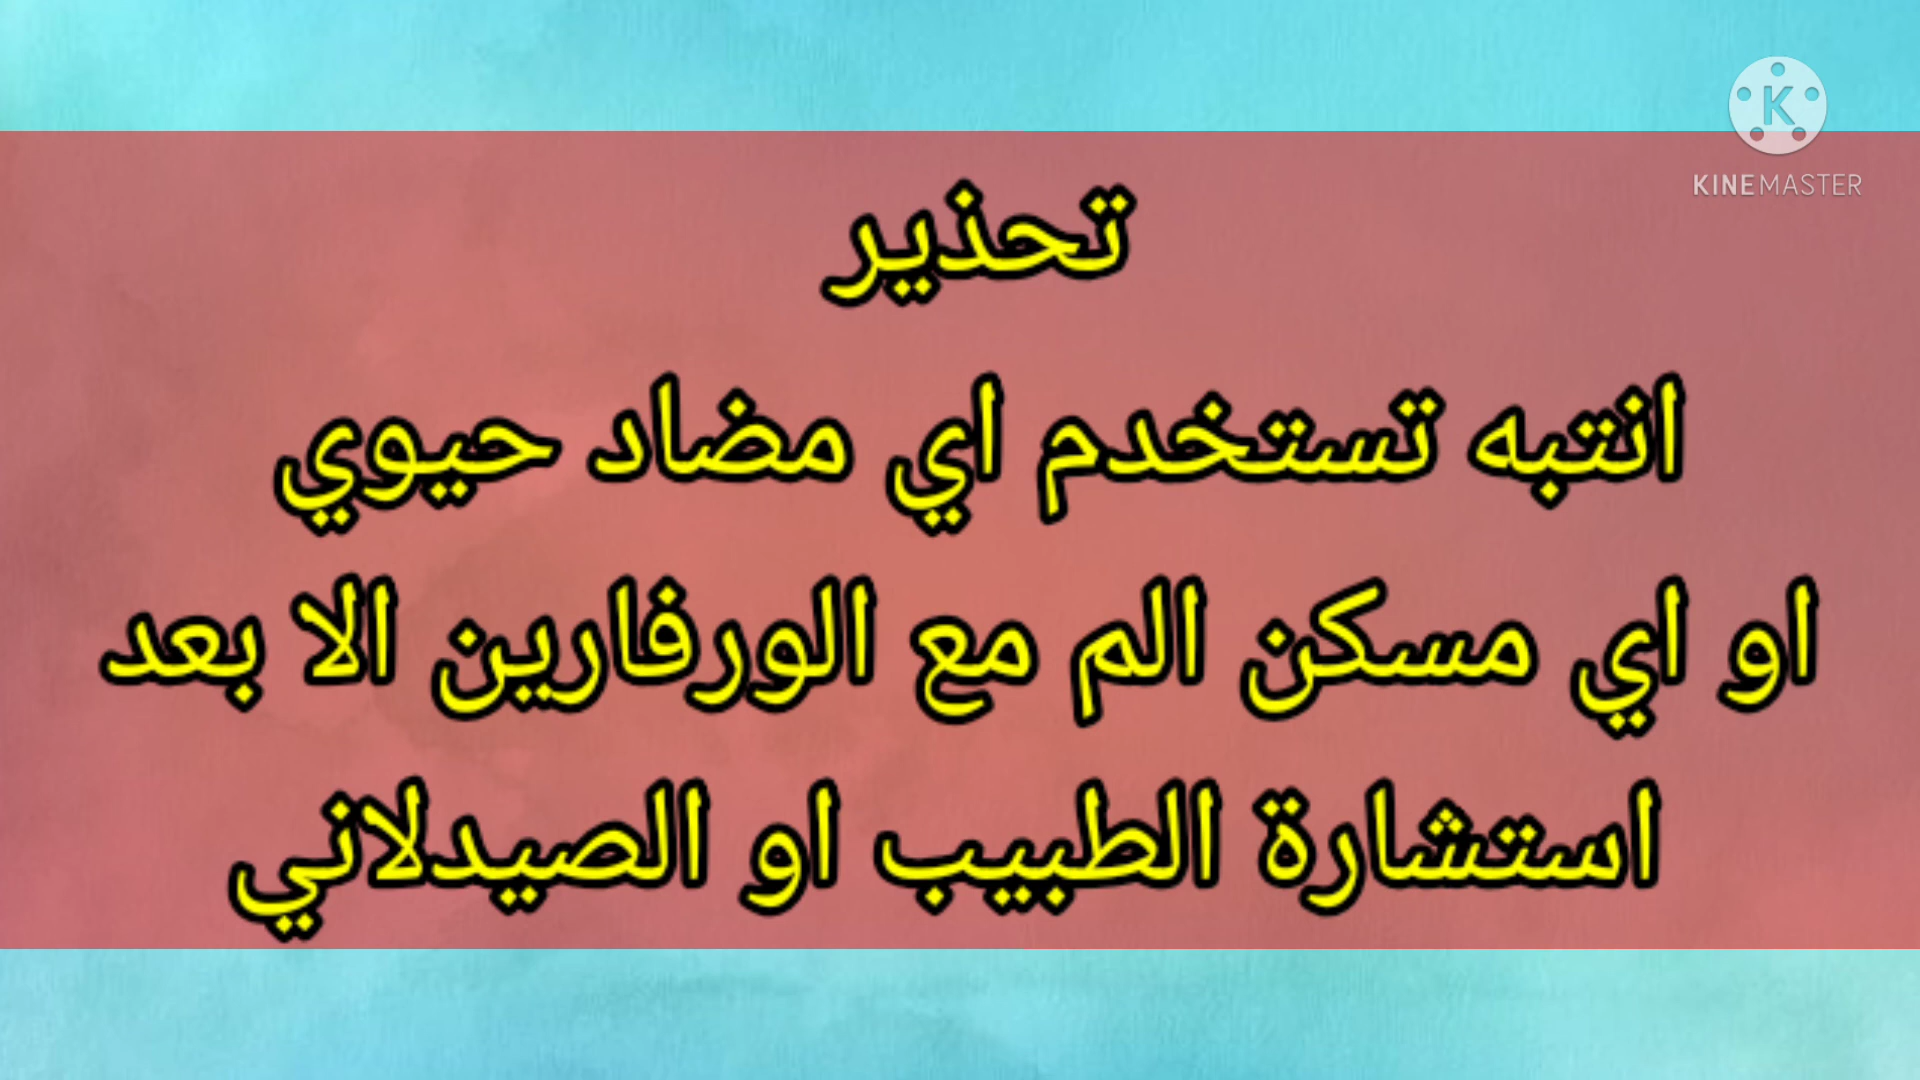 KINEMASTER
تحذير
انتبه تستخدم اي مضاد حيوي
او اي مسكن الم مع الورفارين الا بعد
استشارة الطبيب او الصيدلاني